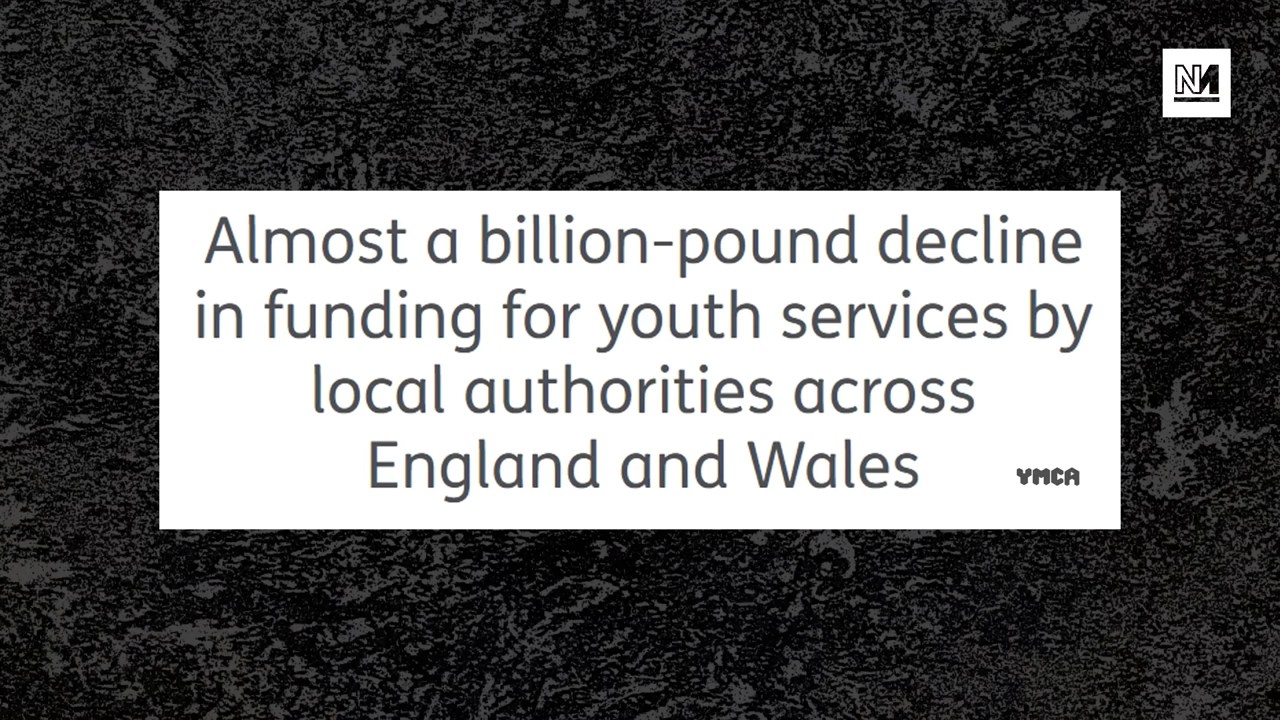 NM
Almost a billion-pound decline
in funding for youth services by
local authorities across
England and Wales
YMCA